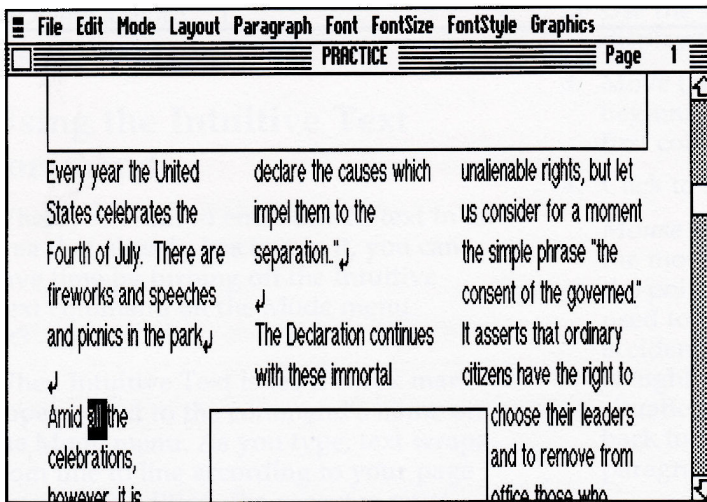 File Edit Mode Layout Paragraph Font FontSize FontStyle Graphics
PRACTICE Page 1
Every year the United
States celebrates the
Fourth of July. There are
fireworks and speeches
and picnics in the park↲
↲
Amid all the
celebrations,
however, it is
declare the causes which
impel them to the
separation."↲
↲
The Declaration continues
with these immortal
unalienable rights, but let
us consider for a moment
the simple phrase "the
consent of the governed."
It asserts that ordinary
citizens have the right to
choose their leaders
and to remove from
office those who